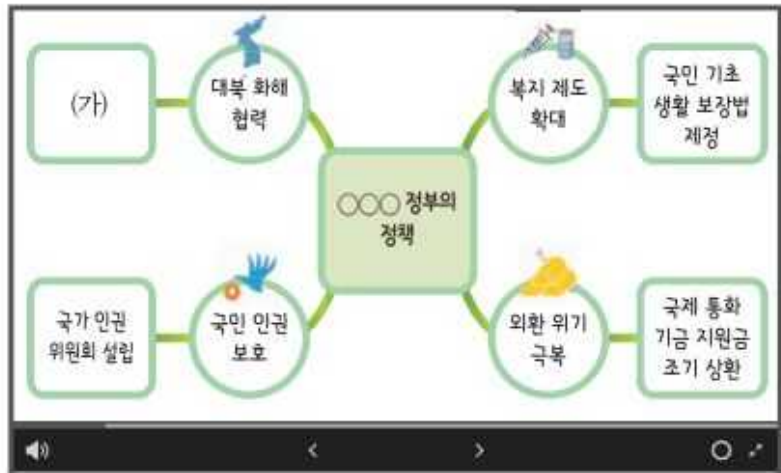 (가)
대북 화해
협력
복지 제도
확대
국민 기초
생활 보장법
제정
○○○ 정부의
정책
국가 인권
위원회 설립
국민 인권
보호
외환 위기
극복
국제 통화
기금 지원금
조기 상환